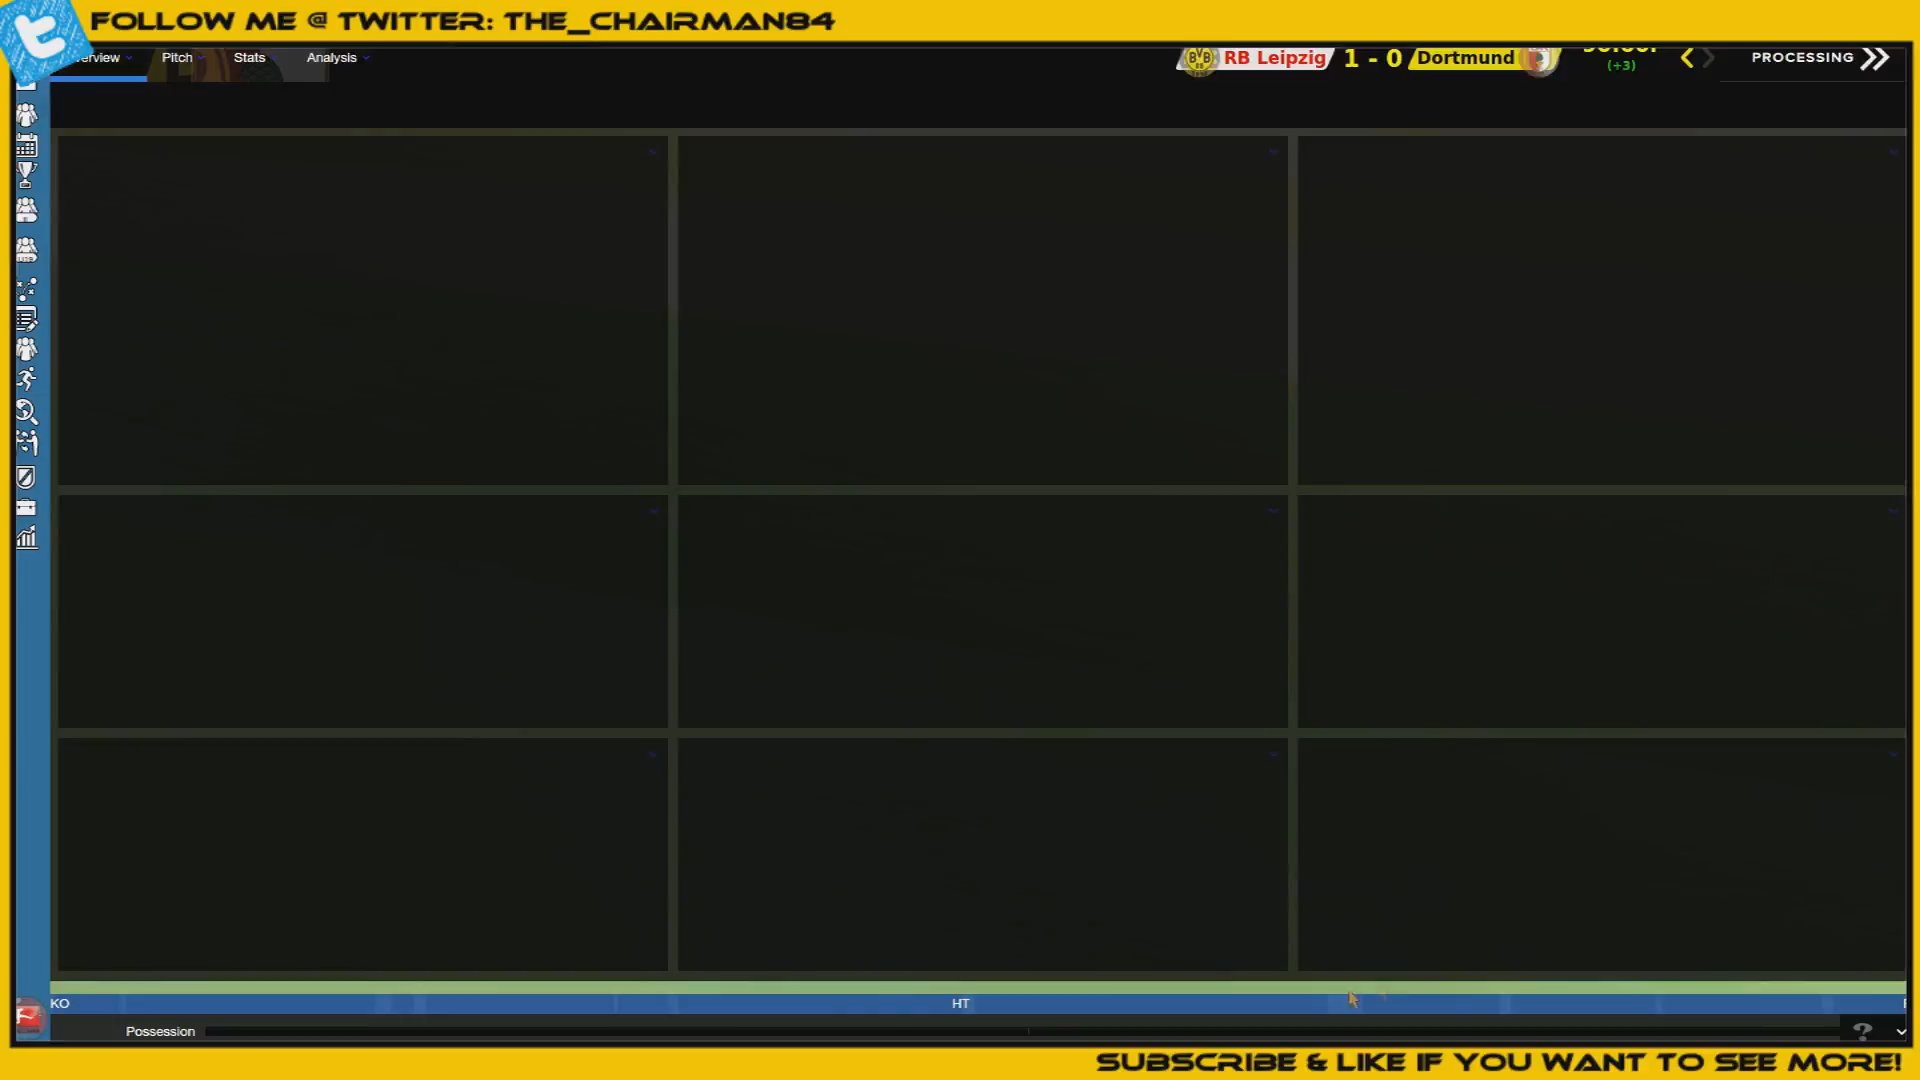 FOLLOW ME @ TWITTER: THE_CHAIRMAN84
Pitch
Stats
Analysis
BVB
RB Leipzig
1 - 0
Dortmund
(+3)
PROCESSING
KO
HT
Possession
SUBSCRIBE & LIKE IF YOU WANT TO SEE MORE!